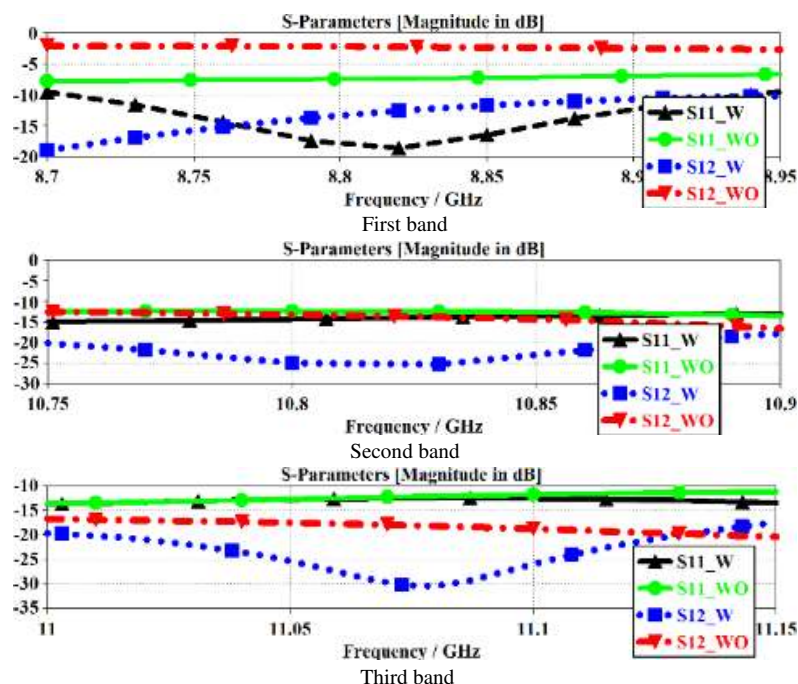 S-Parameters [Magnitude in dB]
0
-5
-10
-15
-20
8.7
8.75
8.8
8.85
8.95
Frequency / GHz
S11_W
S11_WO
S12_W
S12_WO
First band
S-Parameters [Magnitude in dB]
0
-5
-10
-15
-20
-25
-30
10.75
10.8
10.85
10.9
Frequency / GHz
S11_W
S11_WO
S12_W
S12_WO
Second band
S-Parameters [Magnitude in dB]
-10
-15
-20
-25
-30
-35
11
11.05
11.1
11.15
Frequency / GHz
S11_W
S11_WO
S12_W
S12_WO
Third band